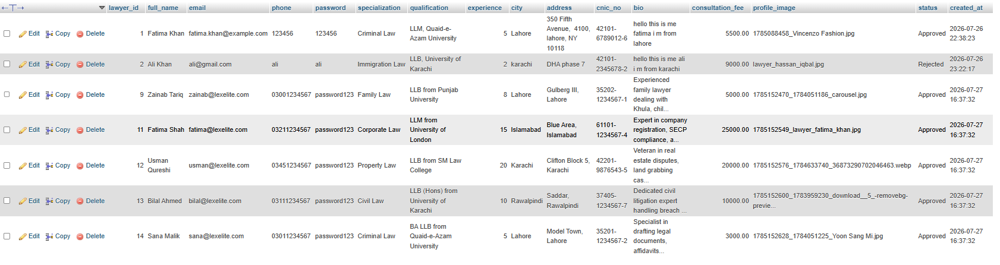 ←T→ lawyer_id full_name email phone password specialization qualification experience city address cnic_no bio consultation_fee profile_image status created_at
Edit Copy Delete 1 Fatima Khan fatima.khan@example.com 123456 123456 Criminal Law LLM, Quaid-e-Azam University 5 Lahore 350 Fifth Avenue, 4100, lahore, NY 10118 42101-6789012-6 hello this is me fatima i m from lahore 5500.00 1785088458_Vincenzo Fashion.jpg Approved 2026-07-26 22:38:23
Edit Copy Delete 2 Ali Khan ali@gmail.com ali ali Immigration Law LLB, University of Karachi 2 karachi DHA phase 7 42101-2345678-2 hello this is me ali i m from karachi 9000.00 lawyer_hassan_iqbal.jpg Rejected 2026-07-26 23:22:17
Edit Copy Delete 9 Zainab Tariq zainab@lexelite.com 03001234567 password123 Family Law LLB from Punjab University 8 Lahore Gulberg III, Lahore 35202-1234567-1 Experienced family lawyer dealing with Khula, chil... 5000.00 1785152470_1784051186_carousel.jpg Approved 2026-07-27 16:37:32
Edit Copy Delete 11 Fatima Shah fatima@lexelite.com 03211234567 password123 Corporate Law LLM from University of London 15 Islamabad Blue Area, Islamabad 61101-1234567-4 Expert in company registration, SECP compliance, a... 25000.00 1785152549_lawyer_fatima_khan.jpg Approved 2026-07-27 16:37:32
Edit Copy Delete 12 Usman Qureshi usman@lexelite.com 03451234567 password123 Property Law LLB from SM Law College 20 Karachi Clifton Block 5, Karachi 42201-9876543-5 Veteran in real estate disputes, land grabbing cas... 20000.00 1785152576_1784633740_36873290702046463.webp Approved 2026-07-27 16:37:32
Edit Copy Delete 13 Bilal Ahmed bilal@lexelite.com 03111234567 password123 Civil Law LLB (Hons) from University of Karachi 10 Rawalpindi Saddar, Rawalpindi 37405-1234567-7 Dedicated civil litigation expert handling breach ... 10000.00 1785152600_1783959230_download__5_-removebg-previe... Approved 2026-07-27 16:37:32
Edit Copy Delete 14 Sana Malik sana@lexelite.com 03011234567 password123 Criminal Law BA LLB from Quaid-e-Azam University 5 Lahore Model Town, Lahore 35201-1234567-2 Specialist in drafting legal documents, affidavits... 3000.00 1785152628_1784051225_Yoon Sang Mi.jpg Approved 2026-07-27 16:37:32